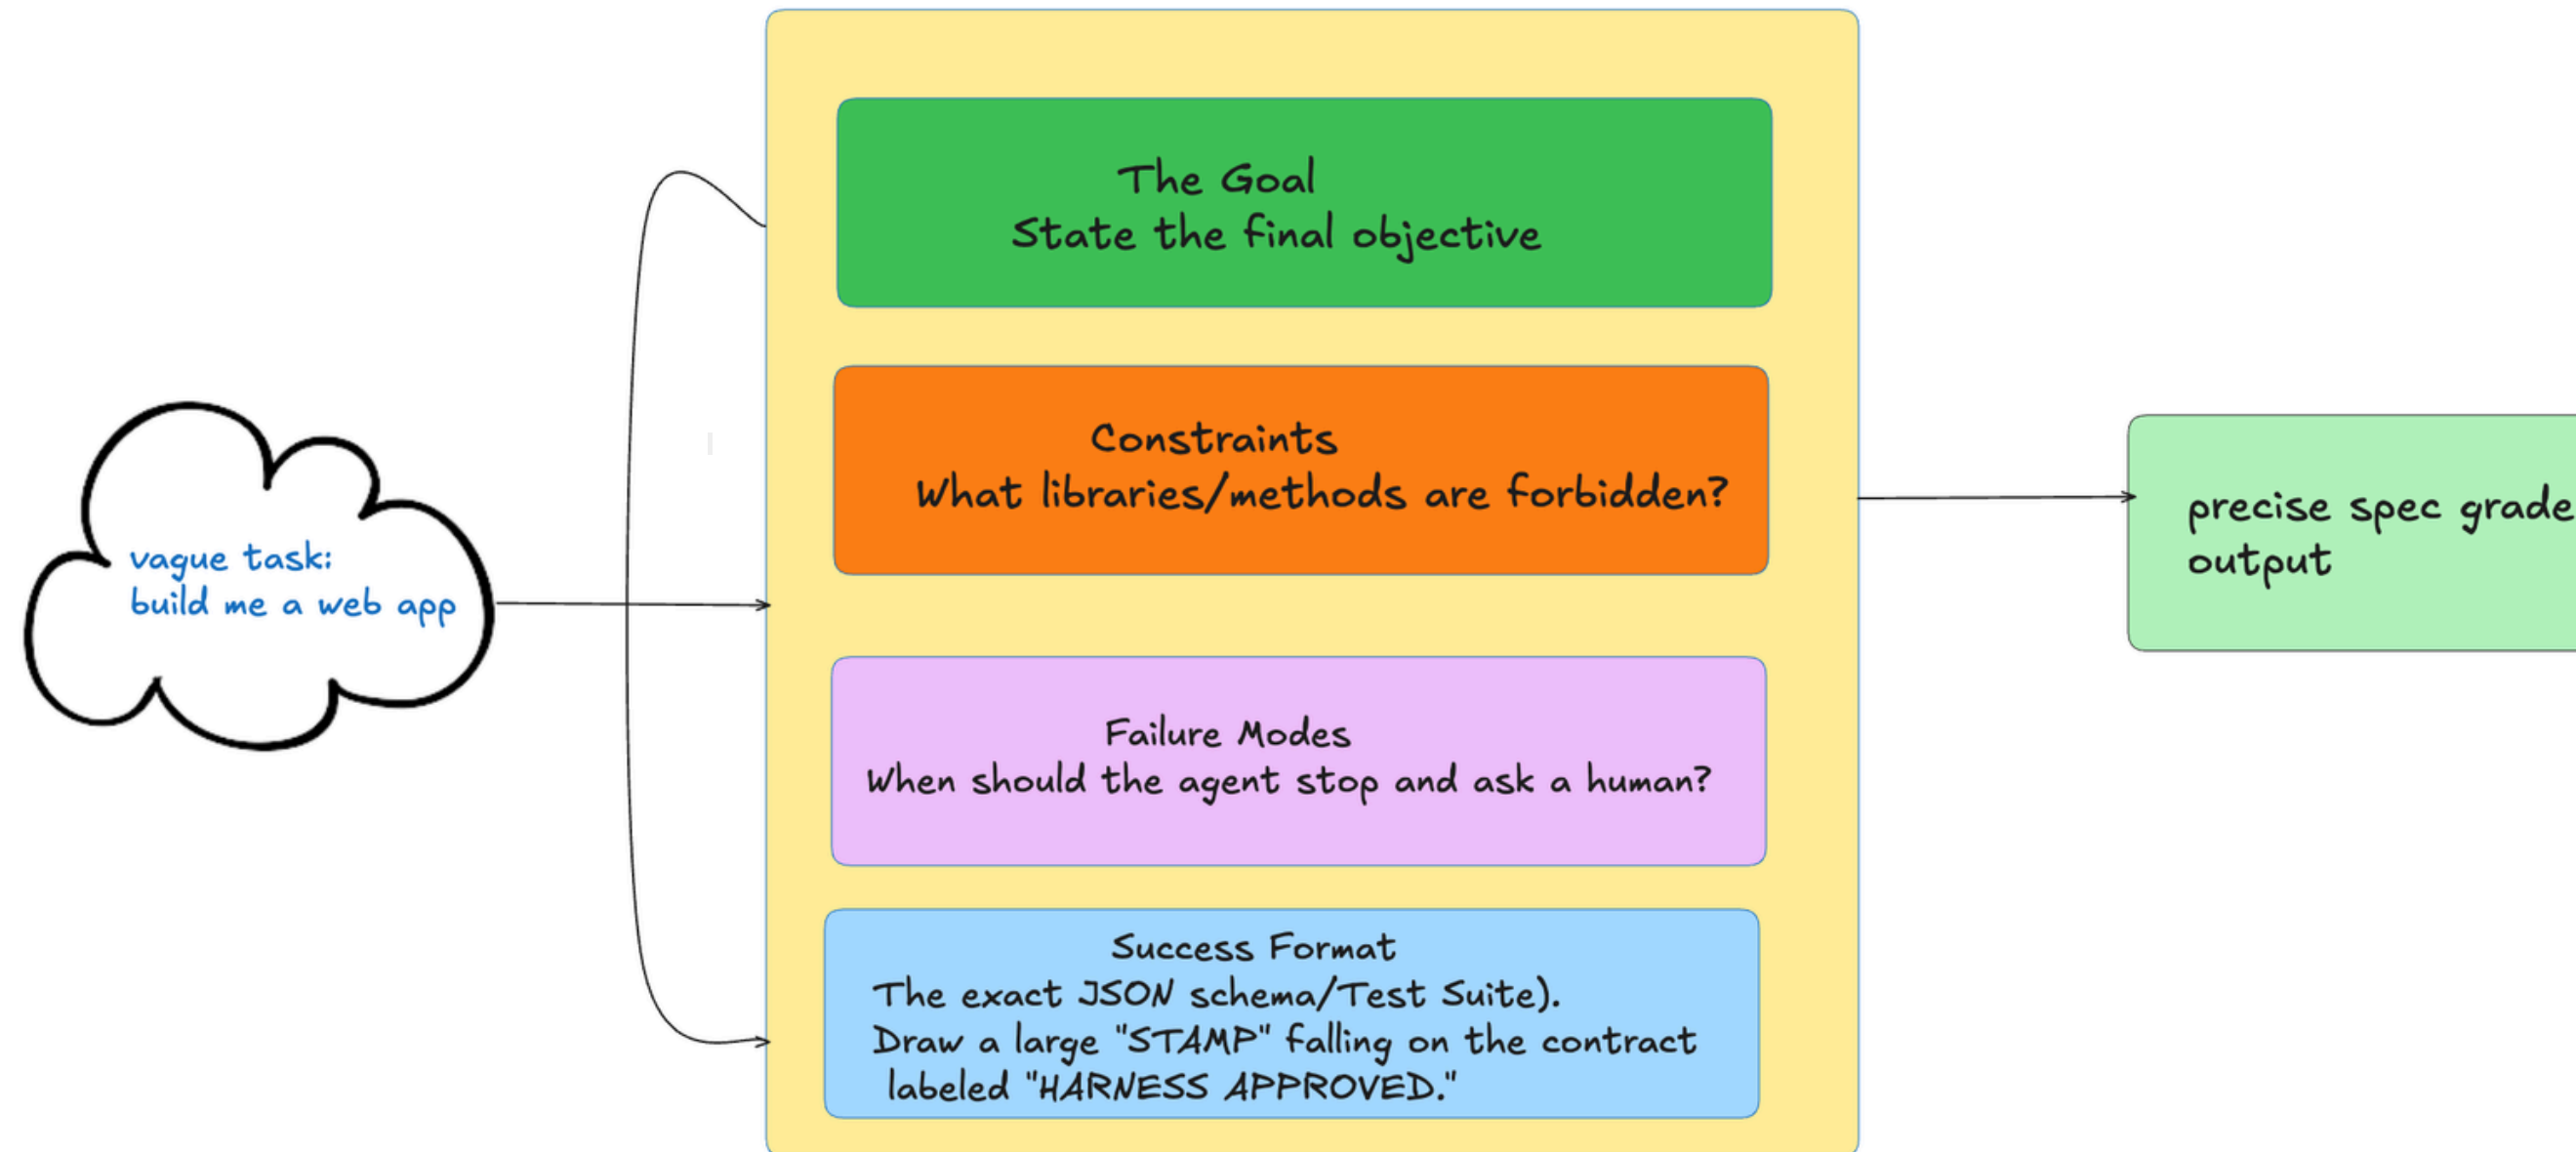 vague task:
build me a web app
The Goal
State the final objective
Constraints
What libraries/methods are forbidden?
Failure Modes
When should the agent stop and ask a human?
Success Format
The exact JSON schema/Test Suite).
Draw a large "STAMP" falling on the contract
labeled "HARNESS APPROVED."
precise spec grade
output